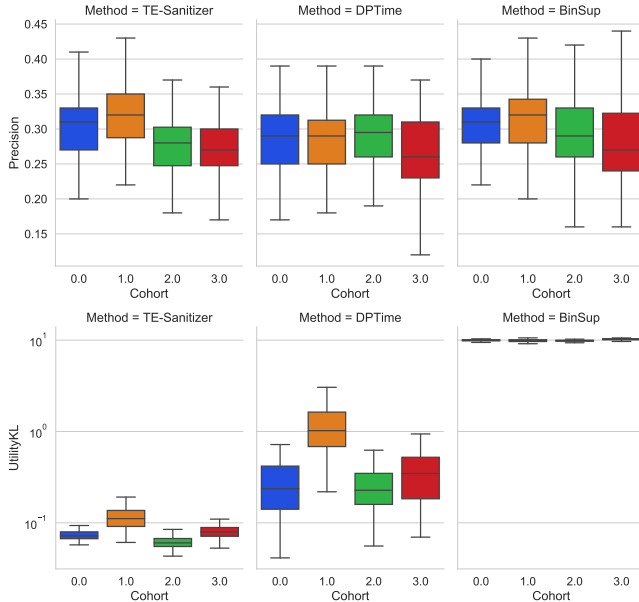 Method = TE-Sanitizer
Method = DPTime
Method = BinSup
0.45
0.40
0.35
0.30
0.25
0.20
0.15
Precision
0.0 1.0 2.0 3.0
0.0 1.0 2.0 3.0
0.0 1.0 2.0 3.0
Cohort
Cohort
Cohort
Method = TE-Sanitizer
Method = DPTime
Method = BinSup
10¹
10⁰
10⁻¹
UtilityKL
0.0 1.0 2.0 3.0
0.0 1.0 2.0 3.0
0.0 1.0 2.0 3.0
Cohort
Cohort
Cohort